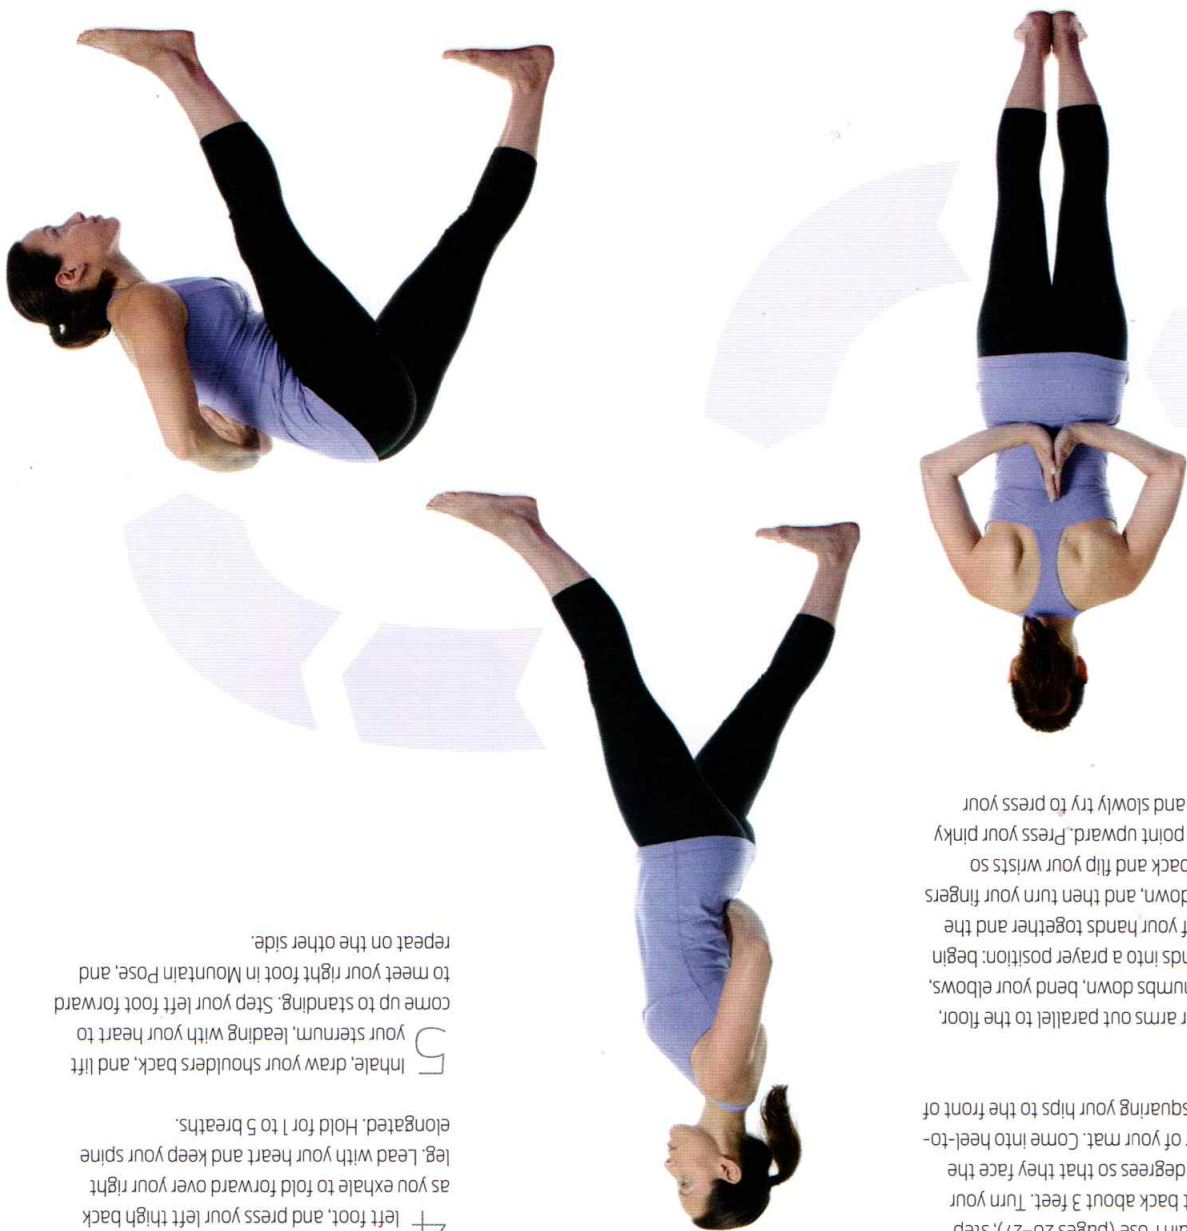 (pages 26–27), step
t back about 3 feet. Turn your
degrees so that they face the
r of your mat. Come into heel-to-
squaring your hips to the front of
r arms out parallel to the floor,
humbs down, bend your elbows,
nds into a prayer position: begin
f your hands together and the
down, and then turn your fingers
back and flip your wrists so
point upward. Press your pinky
and slowly try to press your
4 left foot, and press your left thigh back
as you exhale to fold forward over your right
leg. Lead with your heart and keep your spine
elongated. Hold for 1 to 5 breaths.
5 Inhale, draw your shoulders back, and lift
your sternum, leading with your heart to
come up to standing. Step your left foot forward
to meet your right foot in Mountain Pose, and
repeat on the other side.